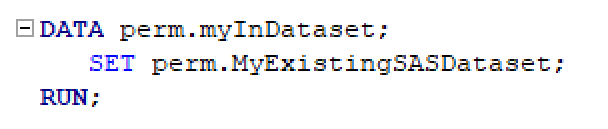 DATA perm.myInDataset;
SET perm.MyExistingSASDataset;
RUN;